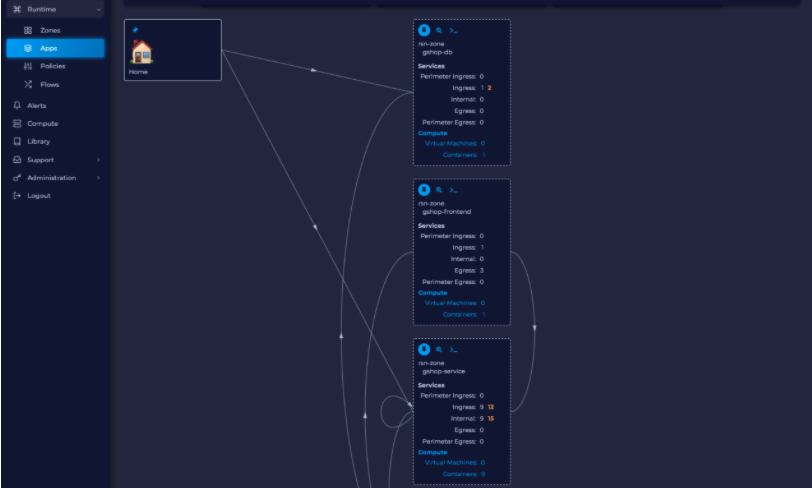 Runtime
Zones
Apps
Policies
Flows
Alerts
Compute
Library
Support
Administration
Logout
Home
rsn-zone
gshop-db
Services
Perimeter Ingress: 0
Ingress: 1 2
Internal: 0
Egress: 0
Perimeter Egress: 0
Compute
Virtual Machines: 0
Containers: 1
rsn-zone
gshop-frontend
Services
Perimeter Ingress: 0
Ingress: 1
Internal: 0
Egress: 3
Perimeter Egress: 0
Compute
Virtual Machines: 0
Containers: 1
rsn-zone
gshop-service
Services
Perimeter Ingress: 0
Ingress: 9 12
Internal: 9 15
Egress: 0
Perimeter Egress: 0
Compute
Virtual Machines: 0
Containers: 9